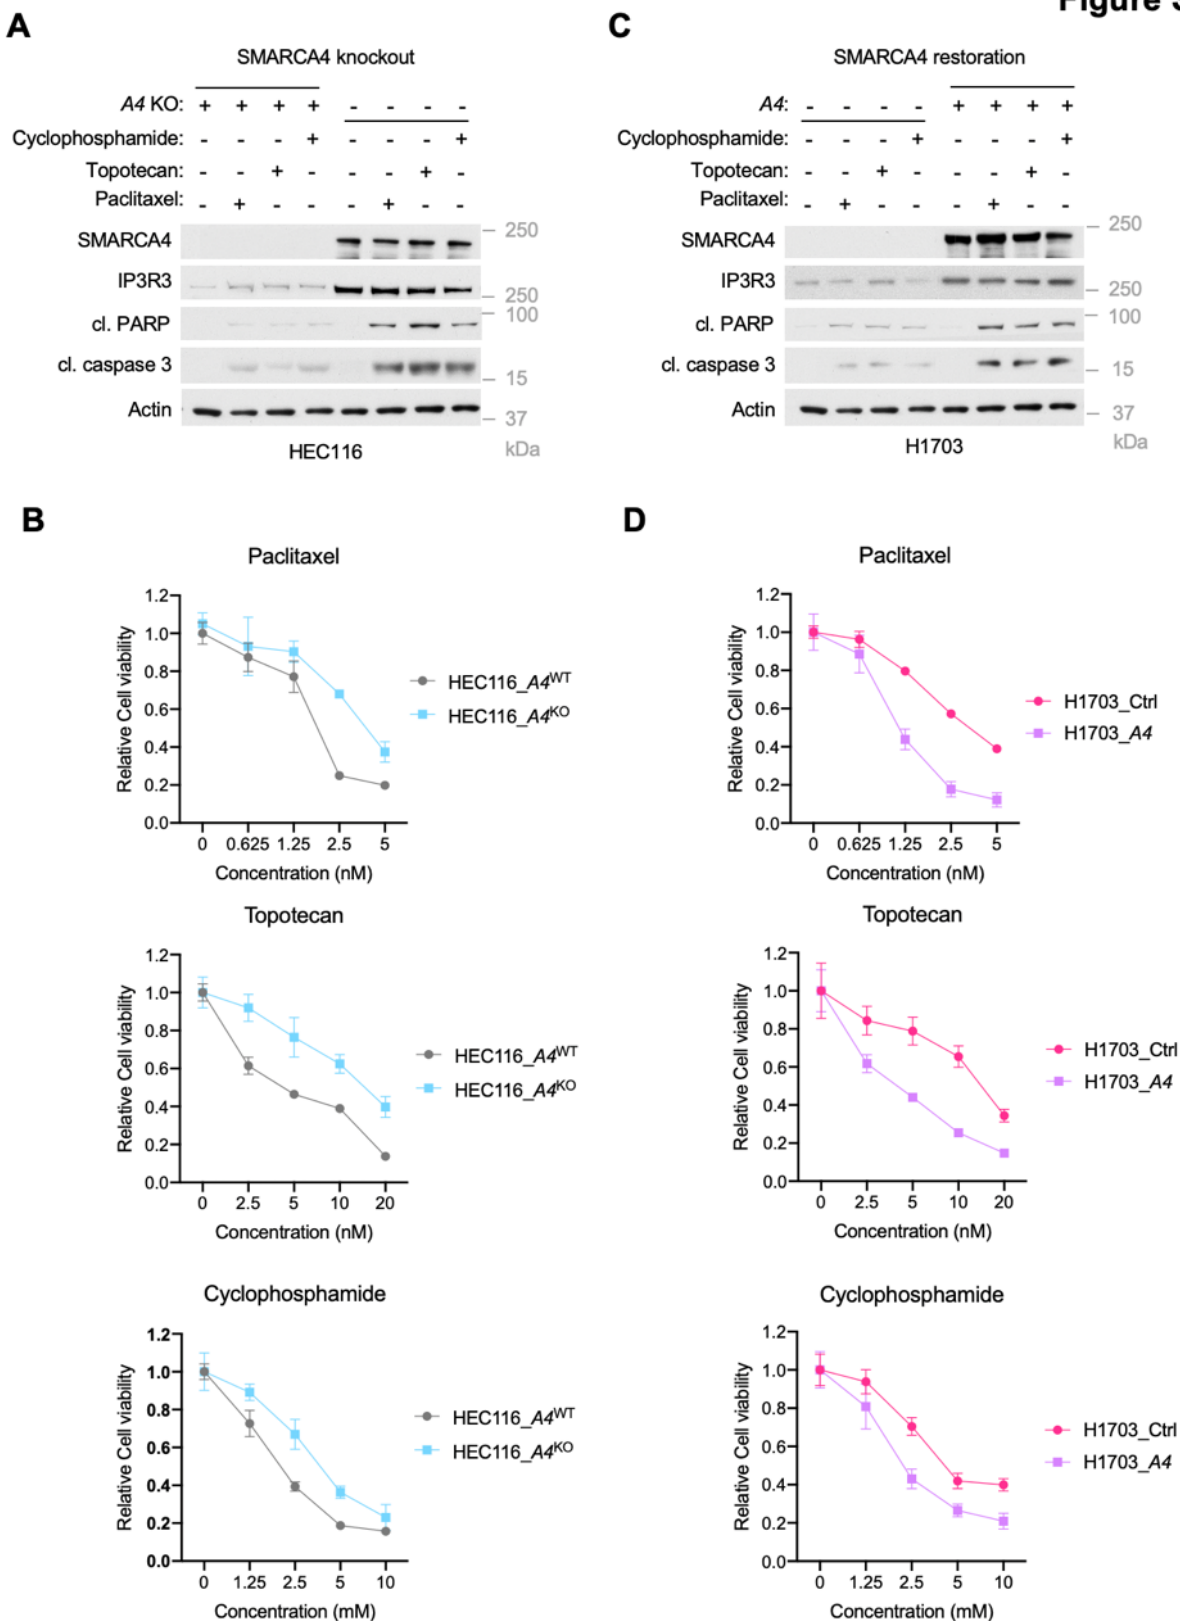 Figure
A
SMARCA4 knockout
A4 KO: + + + + - - - -
Cyclophosphamide: - - - + - - - +
Topotecan: - - + - - - + -
Paclitaxel: - + - - - + - -
SMARCA4
250
IP3R3
250
cl. PARP
100
cl. caspase 3
15
Actin
37
HEC116
kDa
C
SMARCA4 restoration
A4: - - - - + + + +
Cyclophosphamide: - - - + - - - +
Topotecan: - - + - - - + -
Paclitaxel: - + - - - + - -
SMARCA4
250
IP3R3
250
cl. PARP
100
cl. caspase 3
15
Actin
37
H1703
kDa
B
Paclitaxel
Relative Cell viability
1.2
1.0
0.8
0.6
0.4
0.2
0.0
0 0.625 1.25 2.5 5
Concentration (nM)
HEC116_A4WT
HEC116_A4KO
Topotecan
Relative Cell viability
1.2
1.0
0.8
0.6
0.4
0.2
0.0
0 2.5 5 10 20
Concentration (nM)
HEC116_A4WT
HEC116_A4KO
Cyclophosphamide
Relative Cell viability
1.2
1.0
0.8
0.6
0.4
0.2
0.0
0 1.25 2.5 5 10
Concentration (mM)
HEC116_A4WT
HEC116_A4KO
D
Paclitaxel
Relative Cell viability
1.2
1.0
0.8
0.6
0.4
0.2
0.0
0 0.625 1.25 2.5 5
Concentration (nM)
H1703_Ctrl
H1703_A4
Topotecan
Relative Cell viability
1.2
1.0
0.8
0.6
0.4
0.2
0.0
0 2.5 5 10 20
Concentration (nM)
H1703_Ctrl
H1703_A4
Cyclophosphamide
Relative Cell viability
1.2
1.0
0.8
0.6
0.4
0.2
0.0
0 1.25 2.5 5 10
Concentration (mM)
H1703_Ctrl
H1703_A4